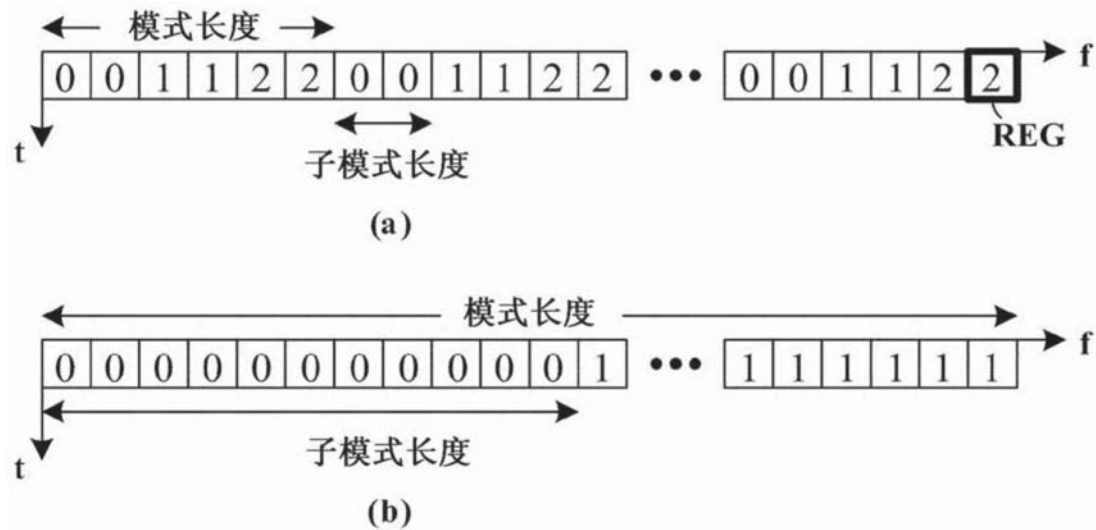 模式长度
0 0 1 1 2 2 0 0 1 1 2 2 ••• 0 0 1 1 2 2 f
REG
t
子模式长度
(a)
模式长度
0 0 0 0 0 0 0 0 0 0 0 1 ••• 1 1 1 1 1 1 f
子模式长度
t
(b)